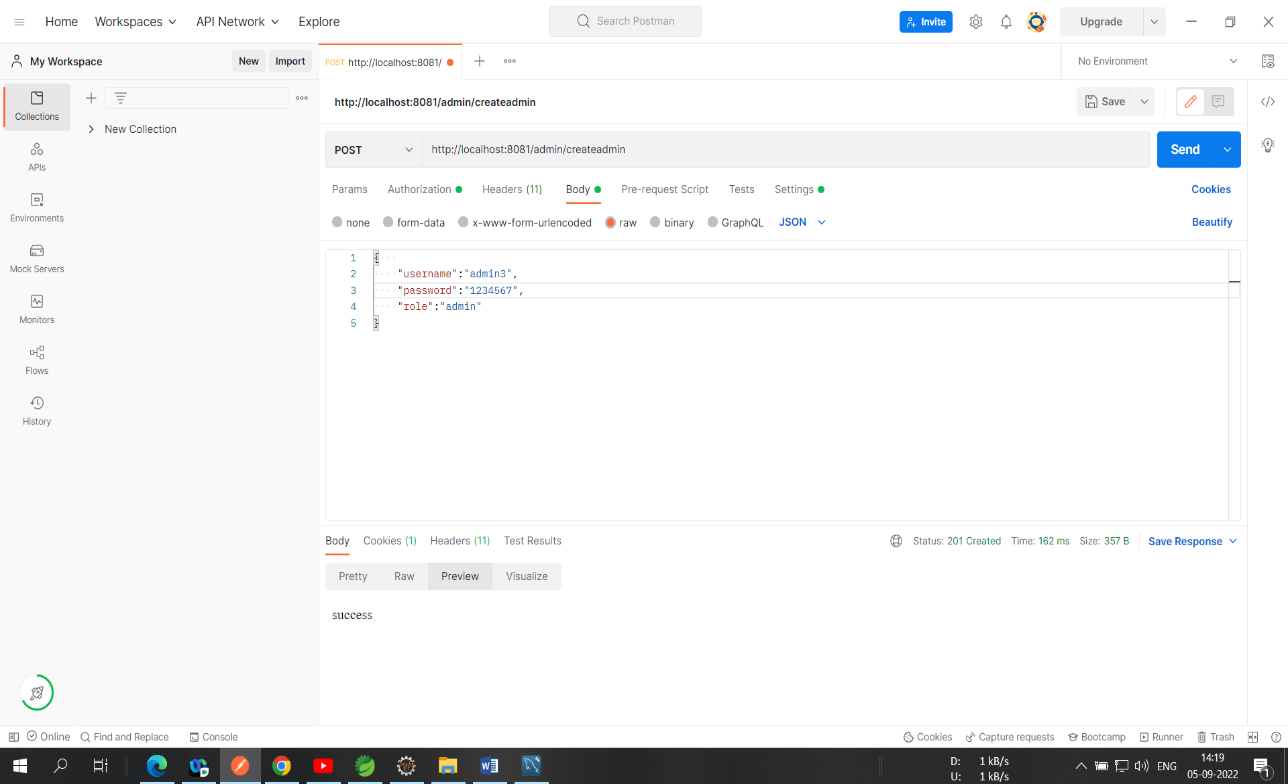 Home Workspaces API Network Explore Search Postman Invite Upgrade
My Workspace New Import POST http://localhost:8081/ No Environment
http://localhost:8081/admin/createadmin Save
Collections
New Collection
POST http://localhost:8081/admin/createadmin Send
APIs
Params Authorization Headers (11) Body Pre-request Script Tests Settings Cookies
Environments
none form-data x-www-form-urlencoded raw binary GraphQL JSON Beautify
1 {
Mock Servers
2 "username":"admin3",
3 "password":"1234567",
4 "role":"admin"
Monitors
5 }
Flows
History
Body Cookies (1) Headers (11) Test Results Status: 201 Created Time: 162 ms Size: 357 B Save Response
Pretty Raw Preview Visualize
success
Online Find and Replace Console Cookies Capture requests Bootcamp Runner Trash
D: 1 kB/s
U: 1 kB/s
ENG
14:19
05-09-2022
1